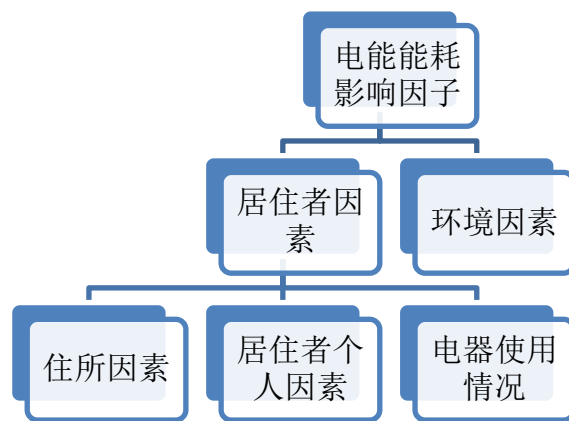 电能能耗
影响因子
居住者因
素
环境因素
住所因素
居住者个
人因素
电器使用
情况